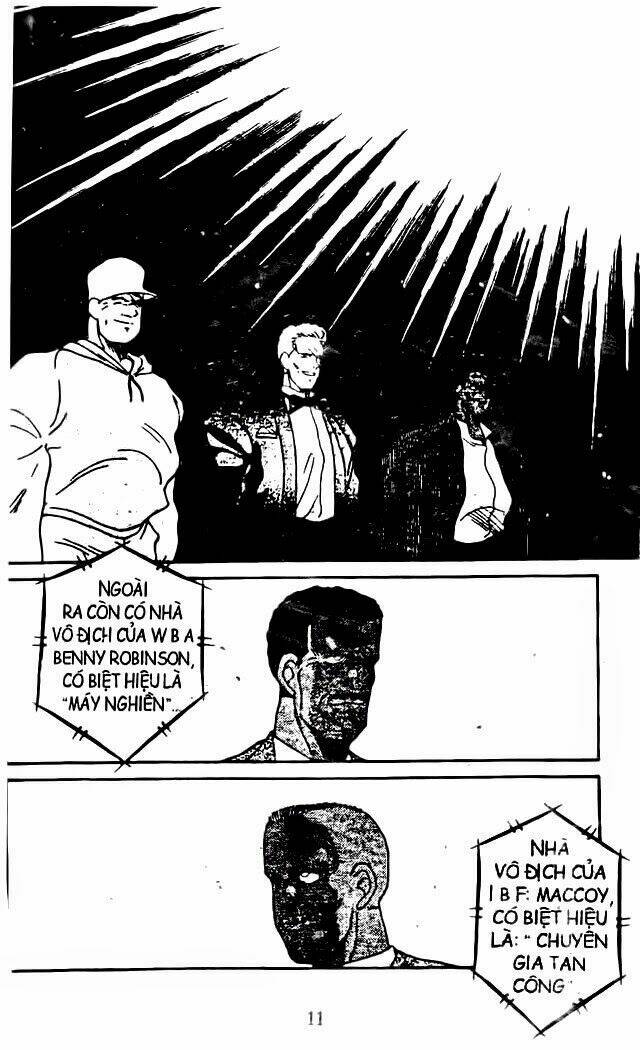 NGOÀI
RA CÒN CÓ NHÀ
VÔ ĐỊCH CỦA W B A
BENNY ROBINSON,
CÓ BIỆT HIỆU LÀ
"MÁY NGHIỀN"...
NHÀ
VÔ ĐỊCH CỦA
I B F: MACCOY,
CÓ BIỆT HIỆU
LÀ: " CHUYÊN
GIA TAN
CÔNG"
11